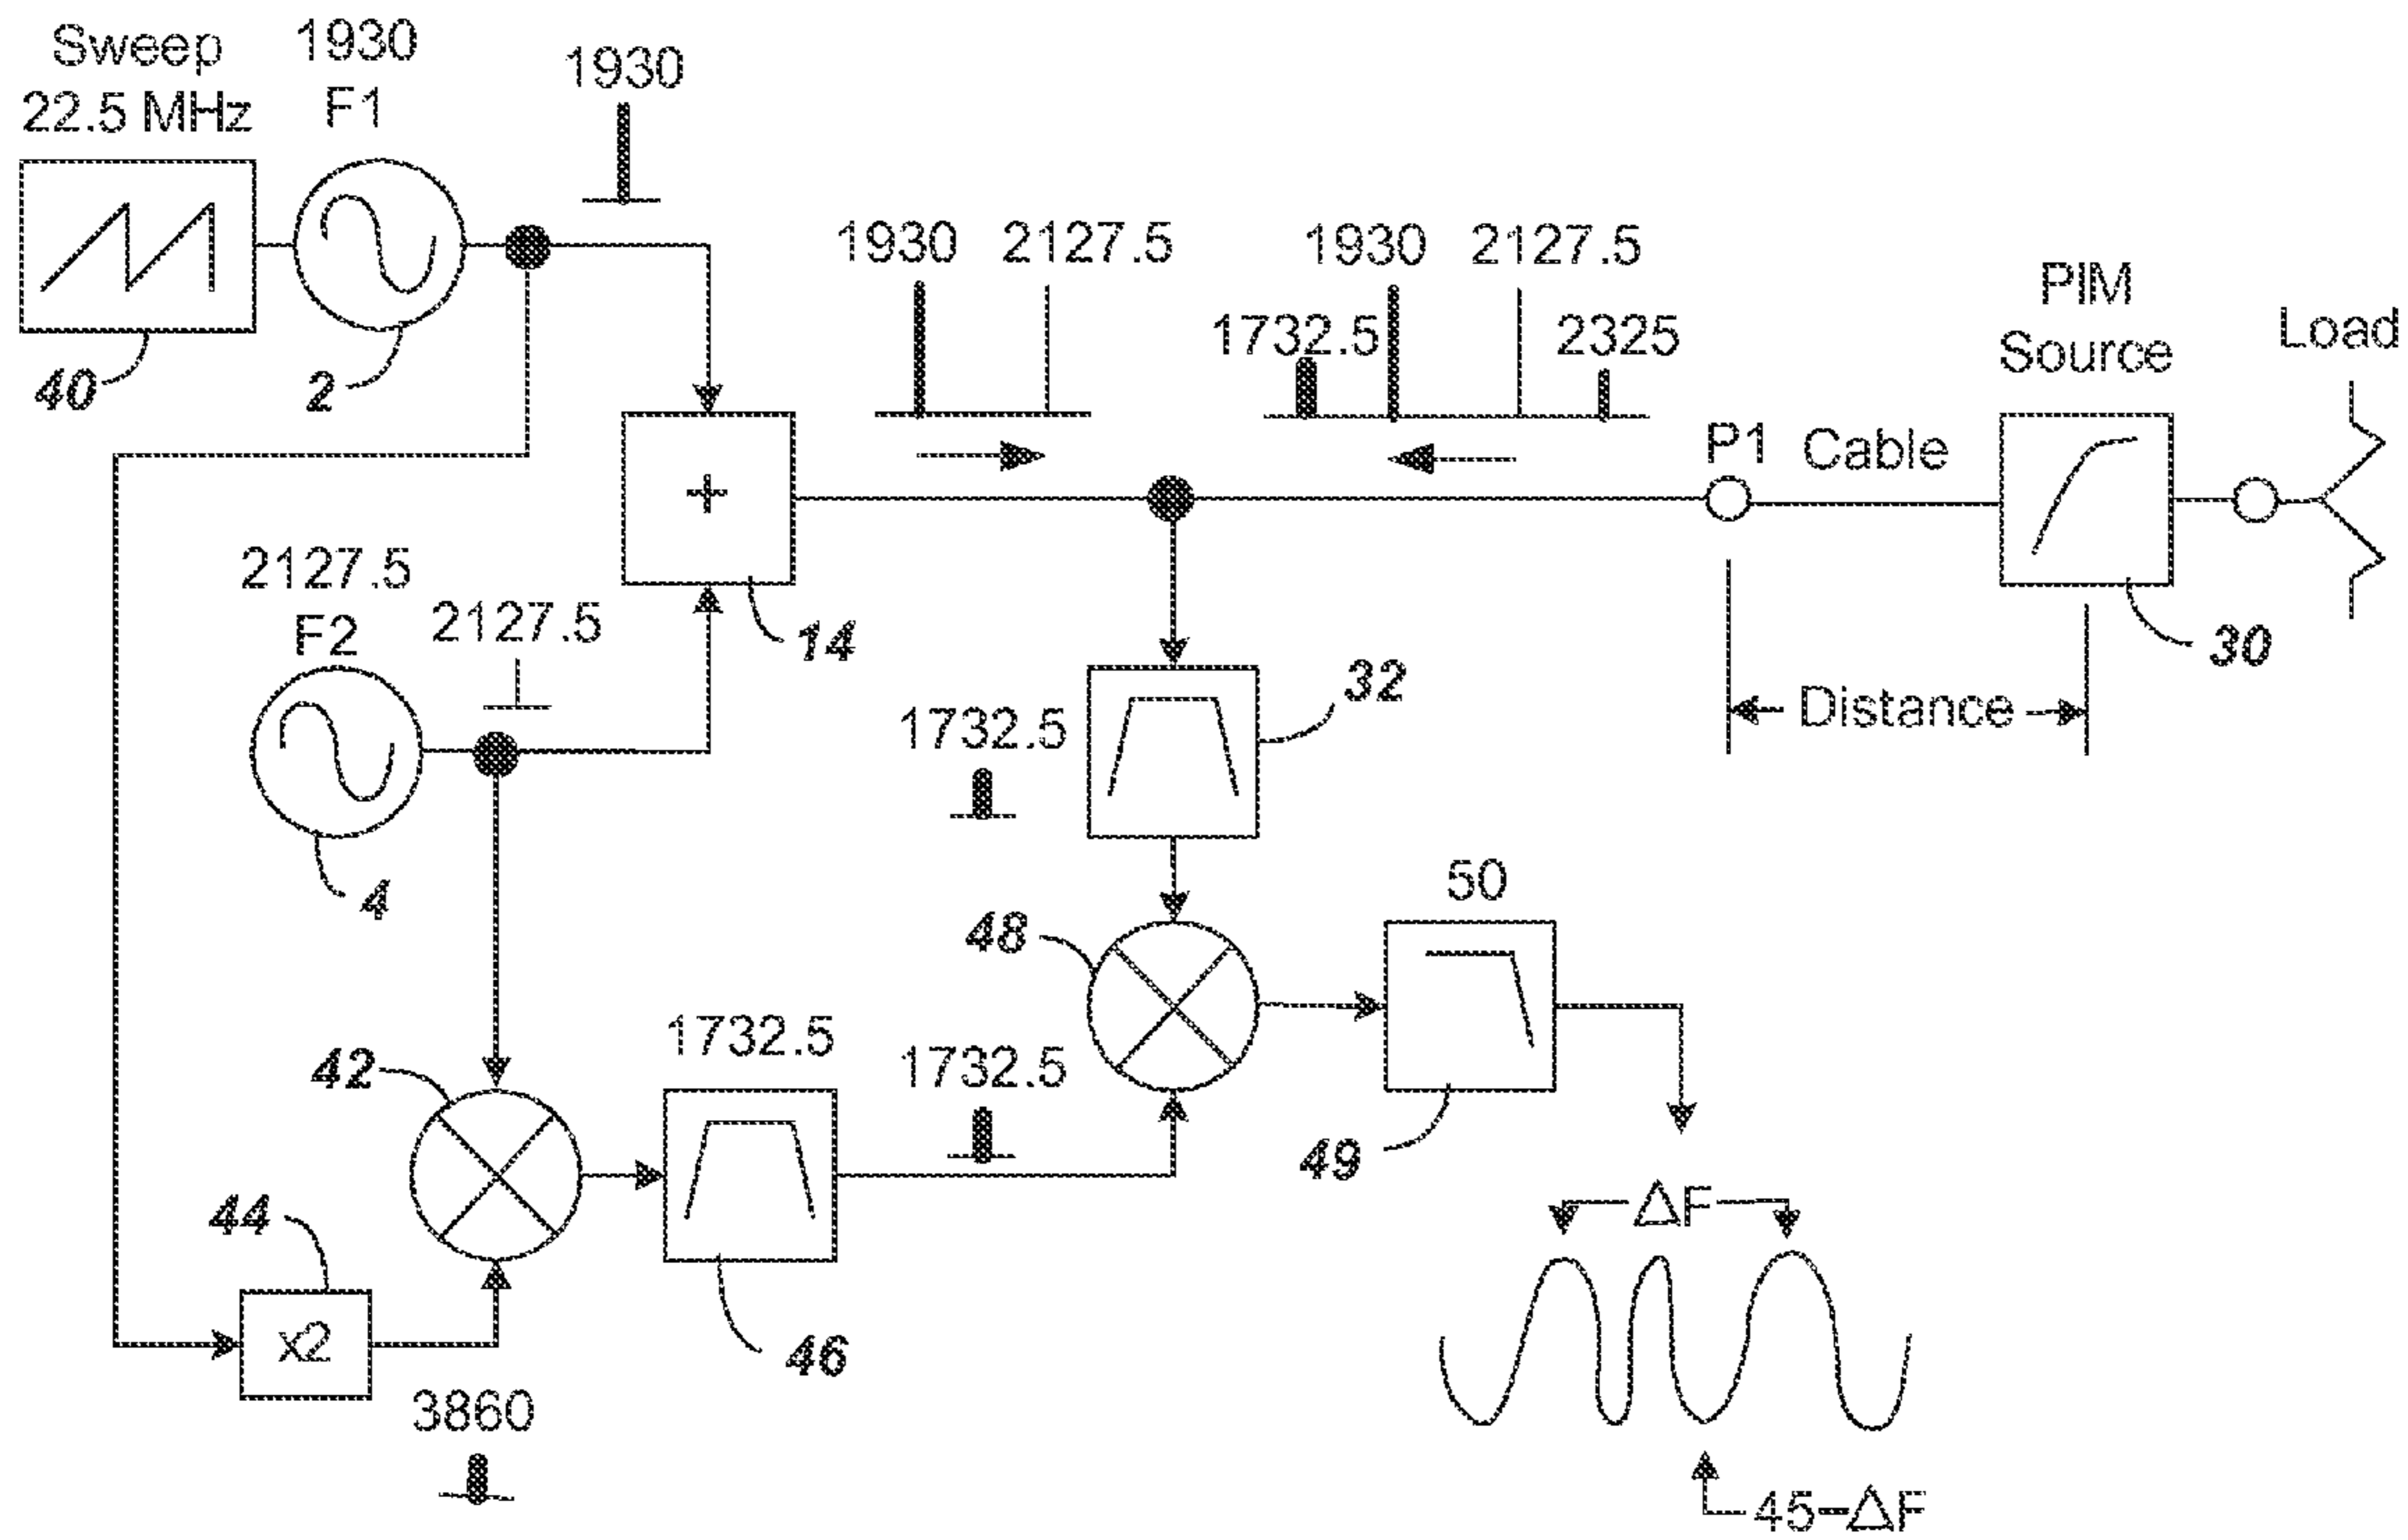 Sweep
22.5 MHz
1930
F1
1930
40
2
1930
2127.5
1930
2127.5
1732.5
2325
PIM
Source
Load
P1
Cable
+
14
30
2127.5
F2
2127.5
4
32
Distance
1732.5
48
50
42
1732.5
1732.5
49
44
x2
46
3860
ΔF
45-ΔF